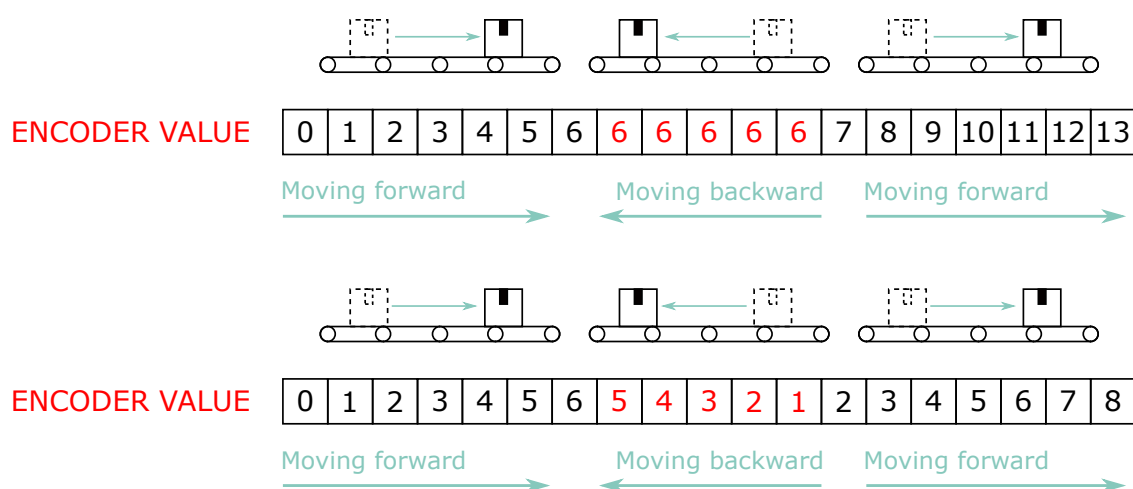 ENCODER VALUE 0 1 2 3 4 5 6 6 6 6 6 6 7 8 9 10 11 12 13
Moving forward Moving backward Moving forward
ENCODER VALUE 0 1 2 3 4 5 6 5 4 3 2 1 2 3 4 5 6 7 8
Moving forward Moving backward Moving forward